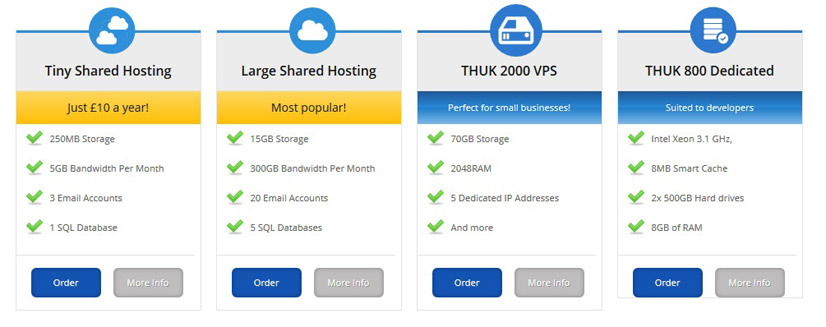 Tiny Shared Hosting
Just £10 a year!
250MB Storage
5GB Bandwidth Per Month
3 Email Accounts
1 SQL Database
Order
More Info
Large Shared Hosting
Most popular!
15GB Storage
300GB Bandwidth Per Month
20 Email Accounts
5 SQL Databases
Order
More Info
THUK 2000 VPS
Perfect for small businesses!
70GB Storage
2048RAM
5 Dedicated IP Addresses
And more
Order
More Info
THUK 800 Dedicated
Suited to developers
Intel Xeon 3.1 GHz,
8MB Smart Cache
2x 500GB Hard drives
8GB of RAM
Order
More Info